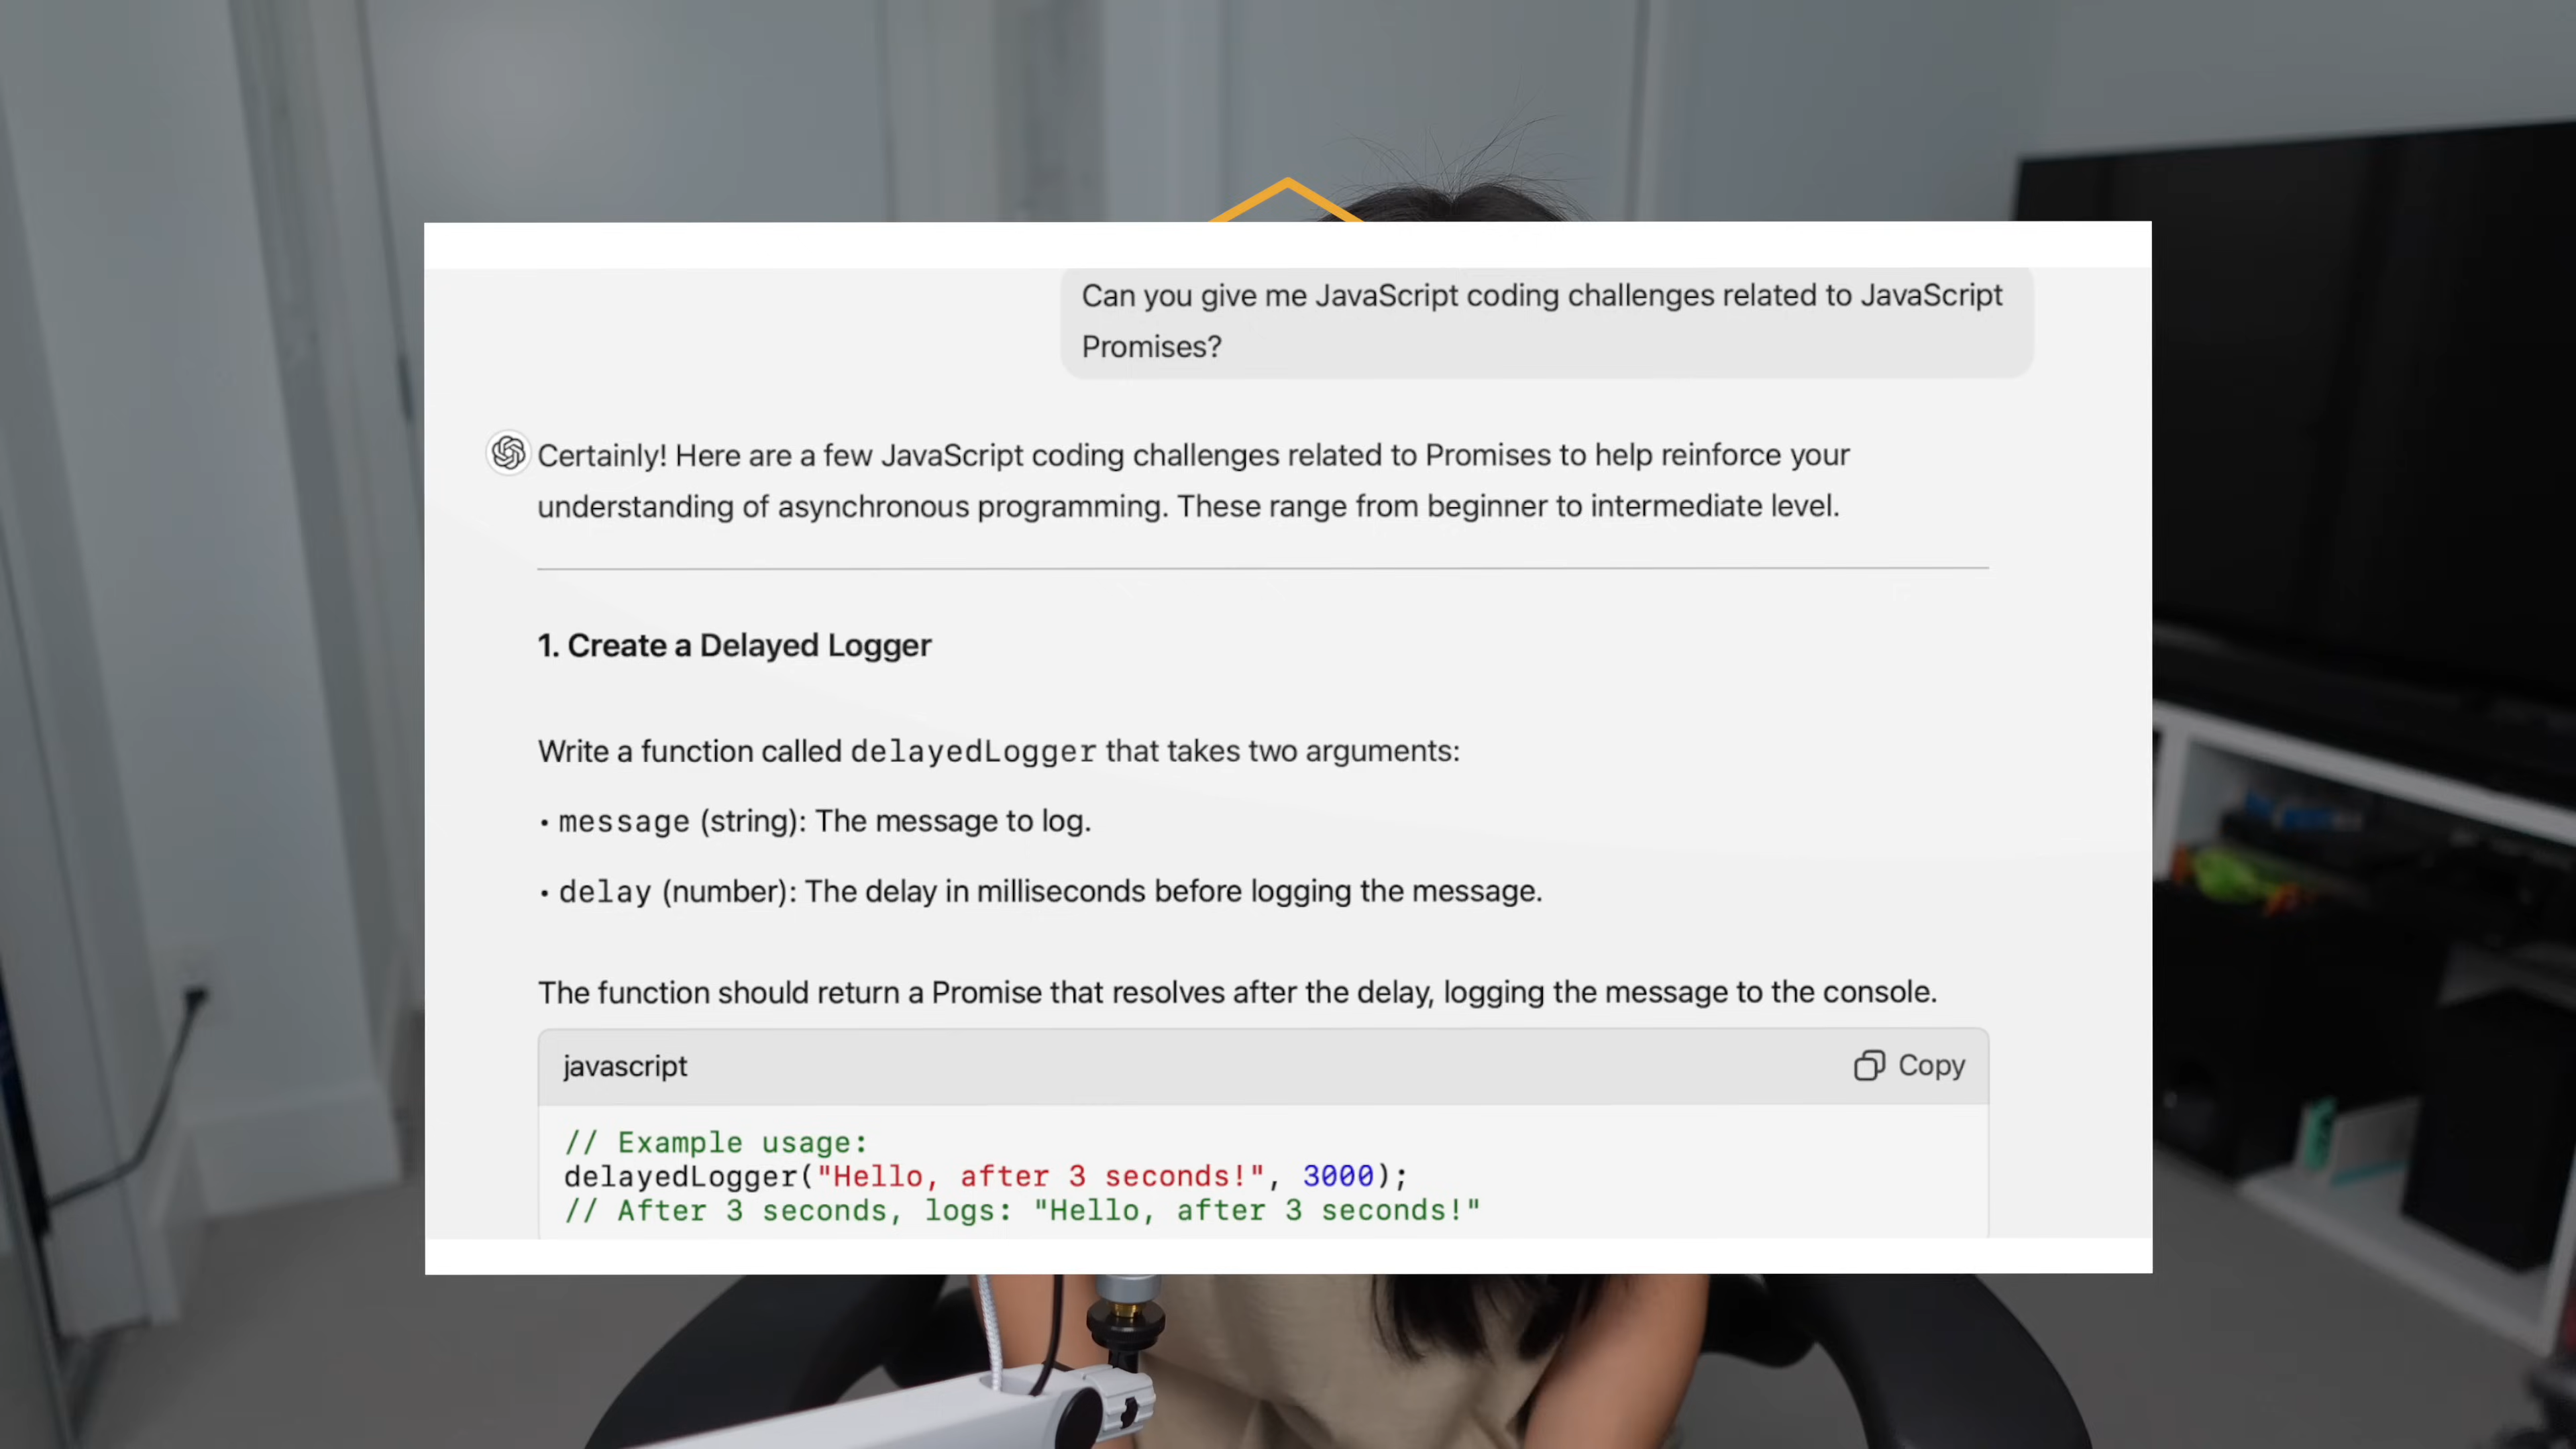 Can you give me JavaScript coding challenges related to JavaScript
Promises?
Certainly! Here are a few JavaScript coding challenges related to Promises to help reinforce your
understanding of asynchronous programming. These range from beginner to intermediate level.
1. Create a Delayed Logger
Write a function called delayedLogger that takes two arguments:
• message (string): The message to log.
• delay (number): The delay in milliseconds before logging the message.
The function should return a Promise that resolves after the delay, logging the message to the console.
javascript
Copy
// Example usage:
delayedLogger("Hello, after 3 seconds!", 3000);
// After 3 seconds, logs: "Hello, after 3 seconds!"